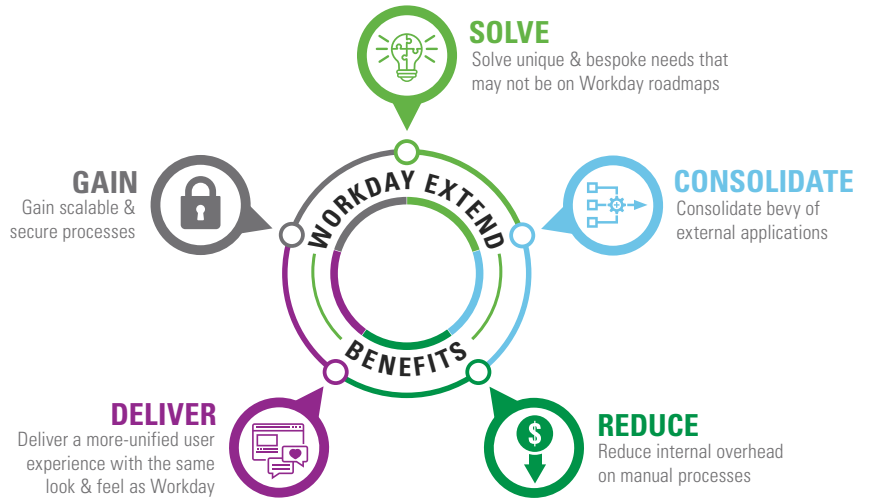 SOLVE
Solve unique & bespoke needs that
may not be on Workday roadmaps
GAIN
Gain scalable &
secure processes
WORKDAY EXTEND
BENEFITS
CONSOLIDATE
Consolidate bevy of
external applications
DELIVER
Deliver a more-unified user
experience with the same
look & feel as Workday
$
REDUCE
Reduce internal overhead
on manual processes